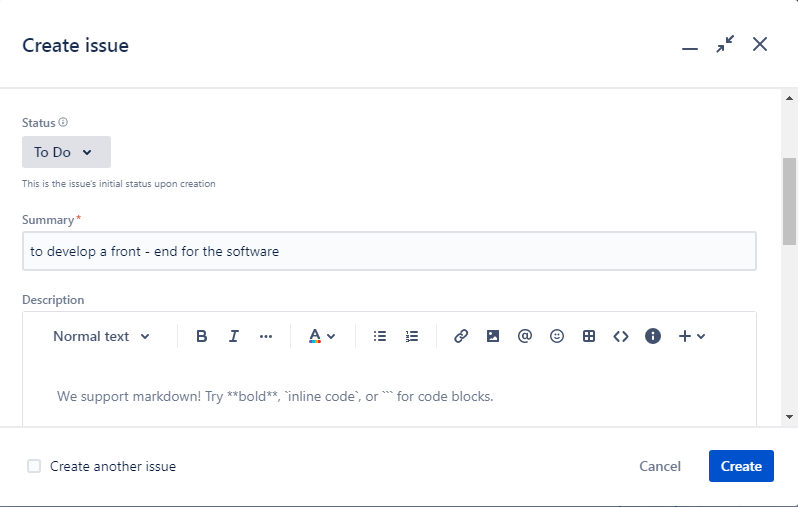 Create issue
Status
To Do
This is the issue's initial status upon creation
Summary*
to develop a front - end for the software
Description
Normal text B I ... A @ <> i +
We support markdown! Try **bold**, `inline code`, or ``` for code blocks.
Create another issue Cancel Create